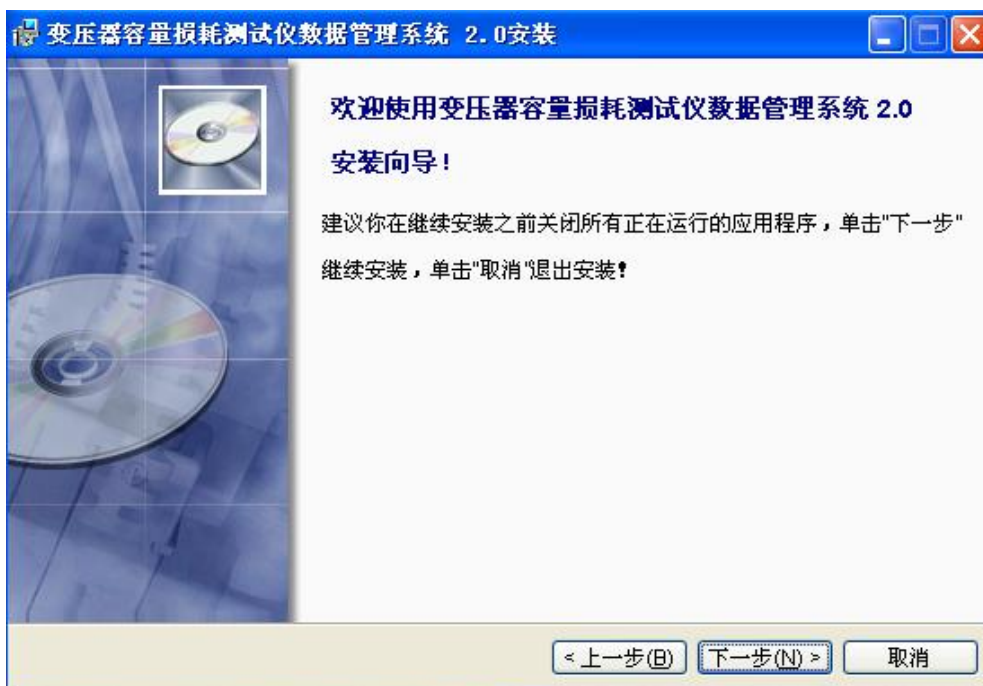 变压器容量损耗测试仪数据管理系统 2.0安装
欢迎使用变压器容量损耗测试仪数据管理系统 2.0
安装向导!
建议你在继续安装之前关闭所有正在运行的应用程序，单击"下一步"
继续安装，单击"取消"退出安装!
<上一步(B) 下一步(N)> 取消